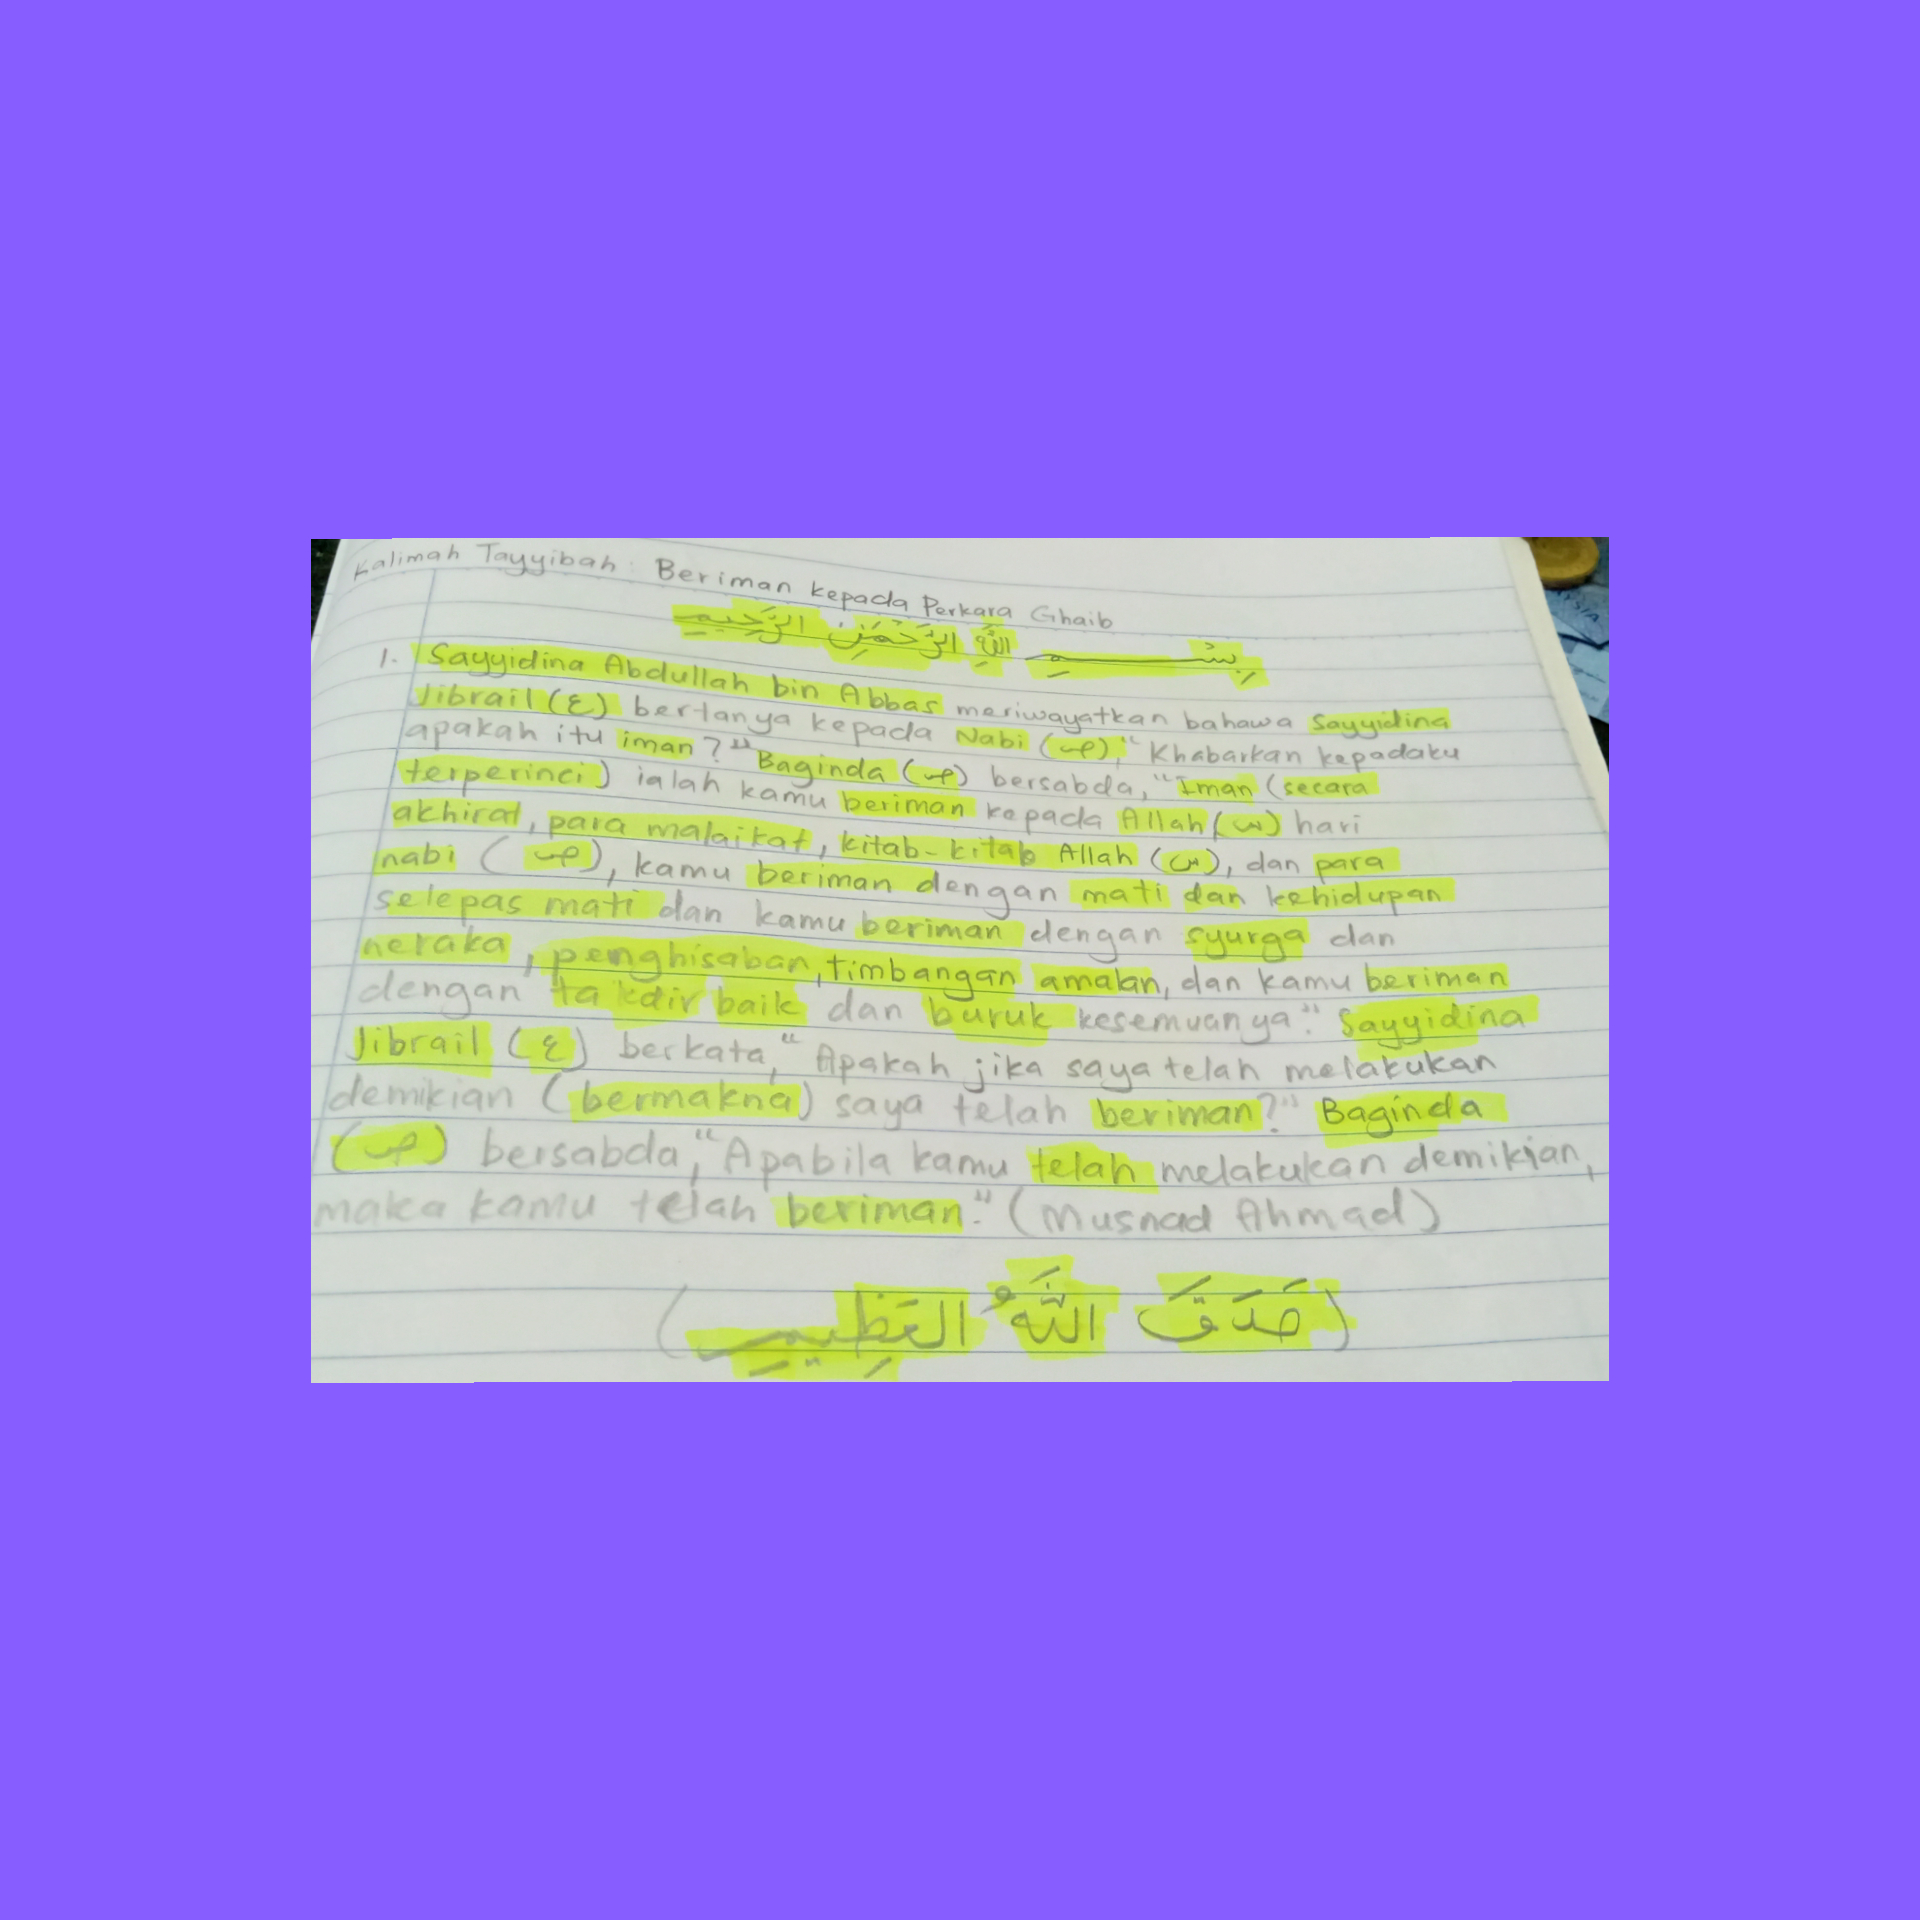 Kalimah Tayyibah : Beriman kepada Perkara Ghaib
بِسْمِ اللَّهِ الرَّحْمَٰنِ الرَّحِيمِ
1. Sayyidina Abdullah bin Abbas meriwayatkan bahawa Sayyidina
Jibrail (ع) bertanya kepada Nabi (ص), “Khabarkan kepadaku
apakah itu iman?” Baginda (ص) bersabda, “Iman (secara
terperinci) ialah kamu beriman kepada Allah (س) hari
akhirat, para malaikat, kitab-kitab Allah (س), dan para
nabi (ص), kamu beriman dengan mati dan kehidupan
selepas mati dan kamu beriman dengan syurga dan
neraka, penghisaban, timbangan amalan, dan kamu beriman
dengan takdir baik dan buruk kesemuanya”. Sayyidina
Jibrail (ع) berkata, “Apakah jika saya telah melakukan
demikian (bermakna) saya telah beriman?” Baginda
(ص) bersabda, “Apabila kamu telah melakukan demikian,
maka kamu telah beriman.” (Musnad Ahmad)
(صَدَقَ اللَّهُ العَظِيمِ)